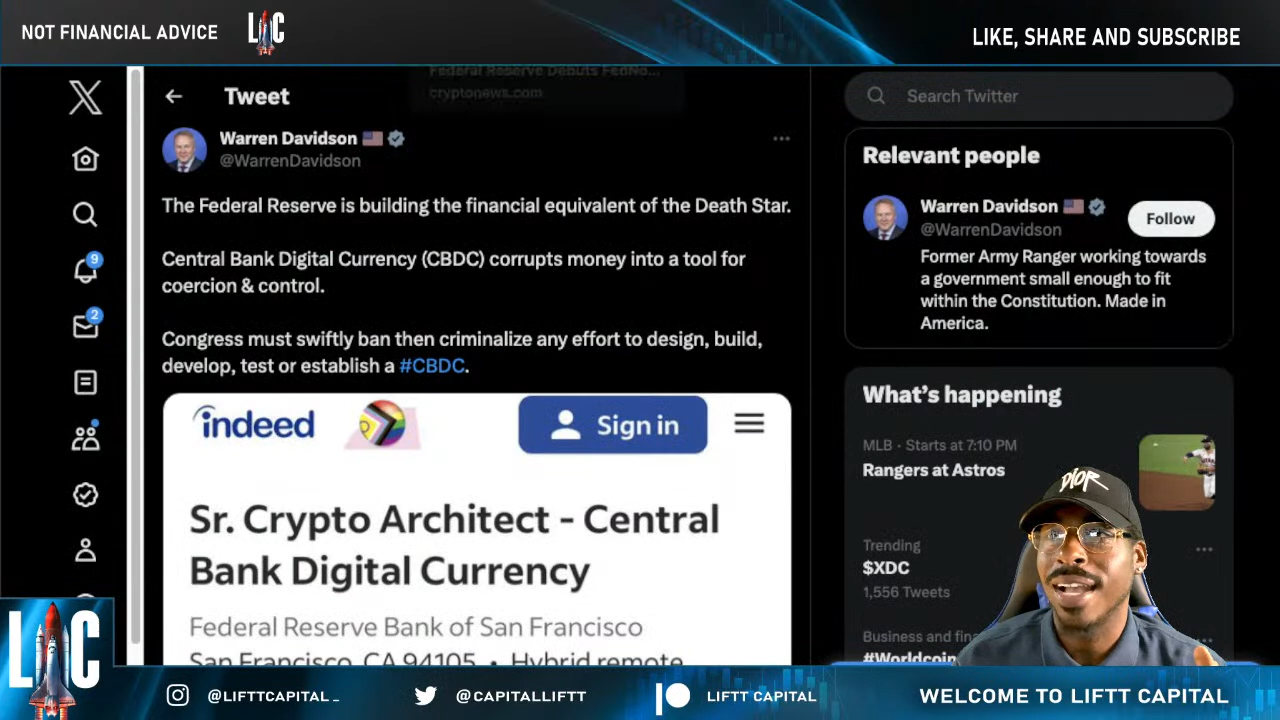 NOT FINANCIAL ADVICE
LC
LIKE, SHARE AND SUBSCRIBE
Federal Reserve Debuts FedNo...
cryptonews.com
Tweet
Search Twitter
Warren Davidson
@WarrenDavidson
The Federal Reserve is building the financial equivalent of the Death Star.
Central Bank Digital Currency (CBDC) corrupts money into a tool for
coercion & control.
Congress must swiftly ban then criminalize any effort to design, build,
develop, test or establish a #CBDC.
indeed
Sign in
Sr. Crypto Architect - Central
Bank Digital Currency
Federal Reserve Bank of San Francisco
San Francisco, CA 94105 • Hybrid remote
9
2
Relevant people
Warren Davidson
@WarrenDavidson
Follow
Former Army Ranger working towards
a government small enough to fit
within the Constitution. Made in
America.
What's happening
MLB · Starts at 7:10 PM
Rangers at Astros
Trending
$XDC
1,556 Tweets
Business and fina
#Worldcoin
DIOR
LC
@LIFTTCAPITAL_
@CAPITALLIFTT
LIFTT CAPITAL
WELCOME TO LIFTT CAPITAL